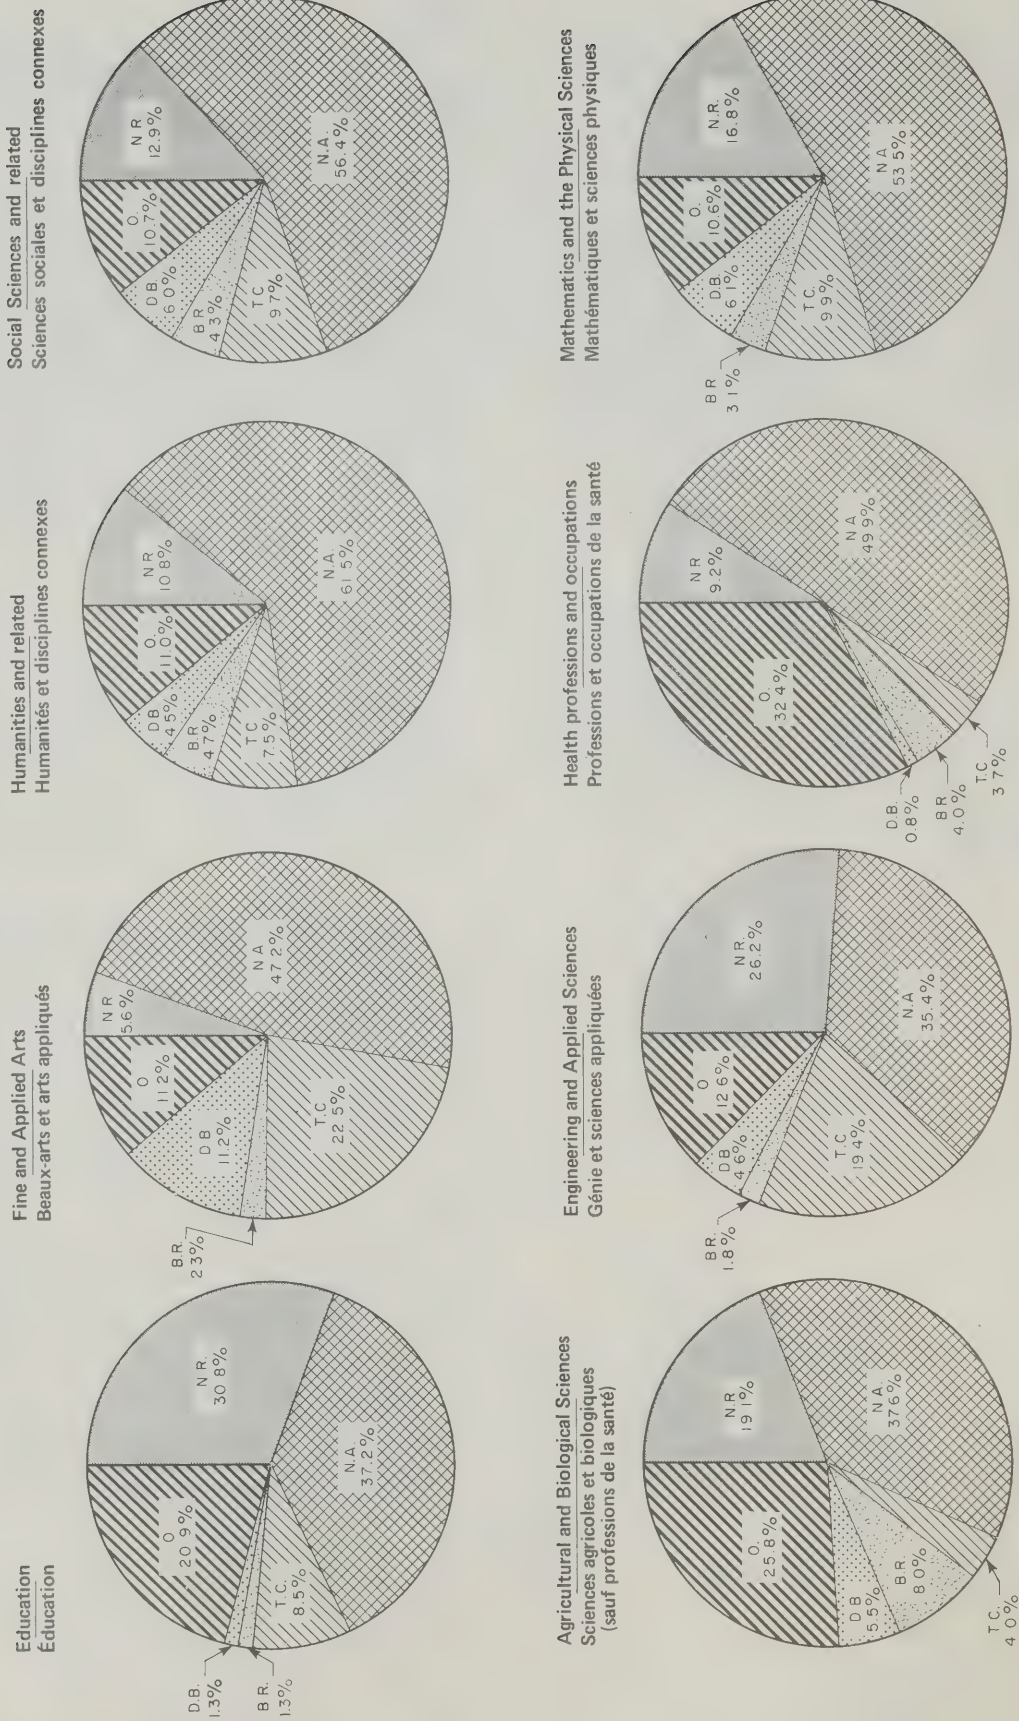 Education
Éducation
O
20 9%
N R.
30 8%
D.B.
1.3%
B R.
1.3%
T.C.
8.5%
N.A.
37.2%
Fine and Applied Arts
Beaux-arts et arts appliqués
N R
5.6%
O
11 2%
D B
11.2%
B.R.
2 3%
T.C
22 5%
N A
47 2%
Humanities and related
Humanités et disciplines connexes
O.
11.0%
N R
10 8%
D B
4 5%
B R
4 7%
T C
7.5%
N.A.
61 5%
Social Sciences and related
Sciences sociales et disciplines connexes
O.
10.7%
N R
12.9%
D B.
6 0%
B R
4 3%
T C
9 7%
N.A.
56.4%
Agricultural and Biological Sciences
Sciences agricoles et biologiques
(sauf professions de la santé)
O.
25.8%
N.R
19 1%
D B
5.5%
B R.
8 0%
T C
4 0%
N A.
37 6%
Engineering and Applied Sciences
Génie et sciences appliquées
O
12 6%
N R.
26.2%
D B
4 6%
B R.
1.8%
T.C
19 4%
N.A
35.4%
Health professions and occupations
Professions et occupations de la santé
N R
9.2%
O.
32 4%
D.B.
0.8%
B R
4.0%
T.C
3 7%
N A
49 9%
Mathematics and the Physical Sciences
Mathématiques et sciences physiques
O.
10.6%
N.R.
16.8%
D.B
6 1%
B R
3 1%
T C
9 9%
N A
53 5%